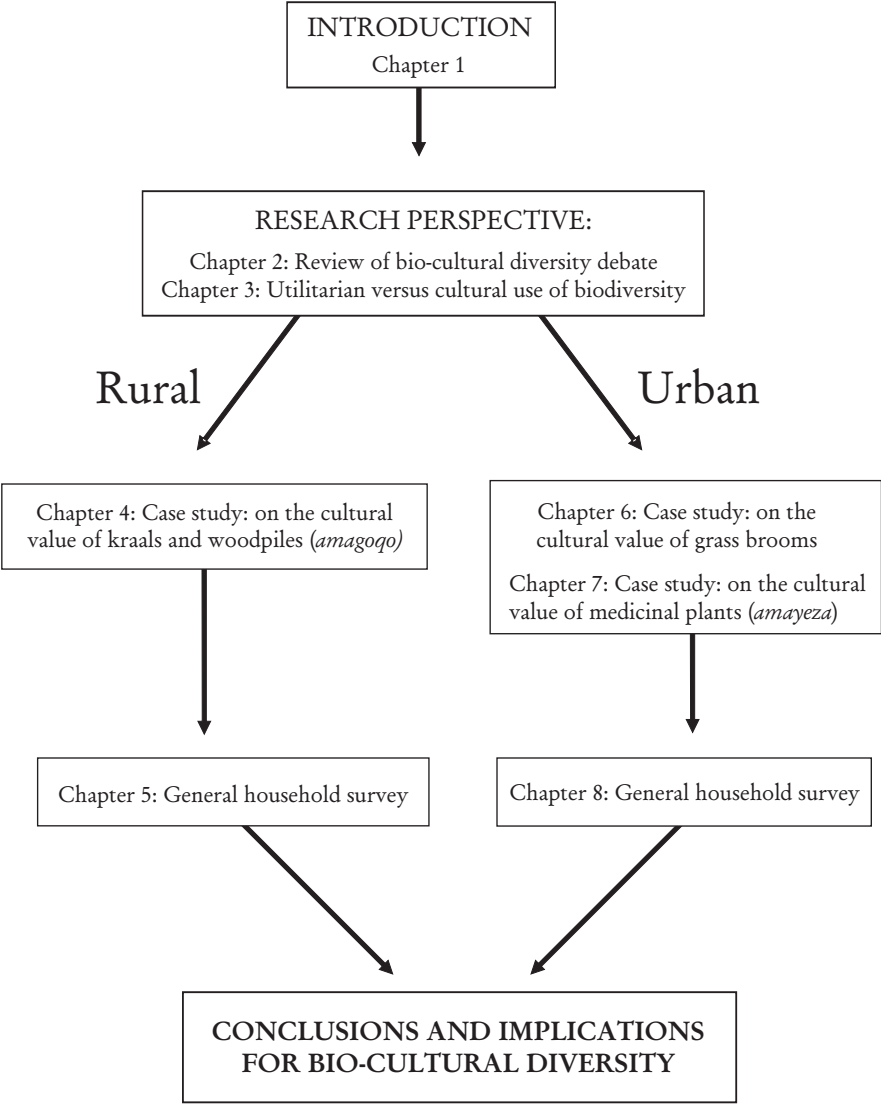 INTRODUCTION
Chapter 1
RESEARCH PERSPECTIVE:
Chapter 2: Review of bio-cultural diversity debate
Chapter 3: Utilitarian versus cultural use of biodiversity
Rural
Urban
Chapter 4: Case study: on the cultural
value of kraals and woodpiles (amagoqo)
Chapter 6: Case study: on the
cultural value of grass brooms
Chapter 7: Case study: on the cultural
value of medicinal plants (amayeza)
Chapter 5: General household survey
Chapter 8: General household survey
CONCLUSIONS AND IMPLICATIONS
FOR BIO-CULTURAL DIVERSITY